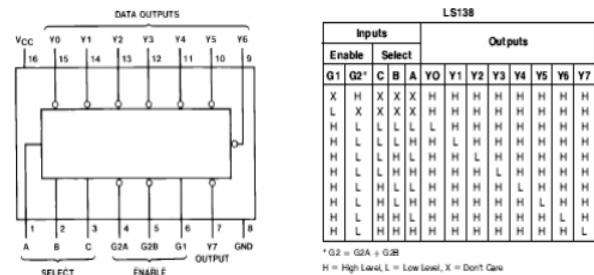 DATA OUTPUTS
VCC Y0 Y1 Y2 Y3 Y4 Y5 Y6
16 15 14 13 12 11 10 9
1 2 3 4 5 6 7 8
A B C G2A G2B G1 Y7 GND
OUTPUT
SELECT ENABLE
LS138
Inputs Outputs
Enable Select
G1 G2* C B A Y0 Y1 Y2 Y3 Y4 Y5 Y6 Y7
X H X X X H H H H H H H H
L X X X X H H H H H H H H
H L L L L L H H H H H H H
H L L L H H L H H H H H H
H L L H L H H L H H H H H
H L L H H H H H L H H H H
H L H L L H H H H L H H H
H L H L H H H H H H L H H
H L H H L H H H H H H L H
H L H H H H H H H H H H L
* G2 = G2A + G2B
H = High Level, L = Low Level, X = Don't Care